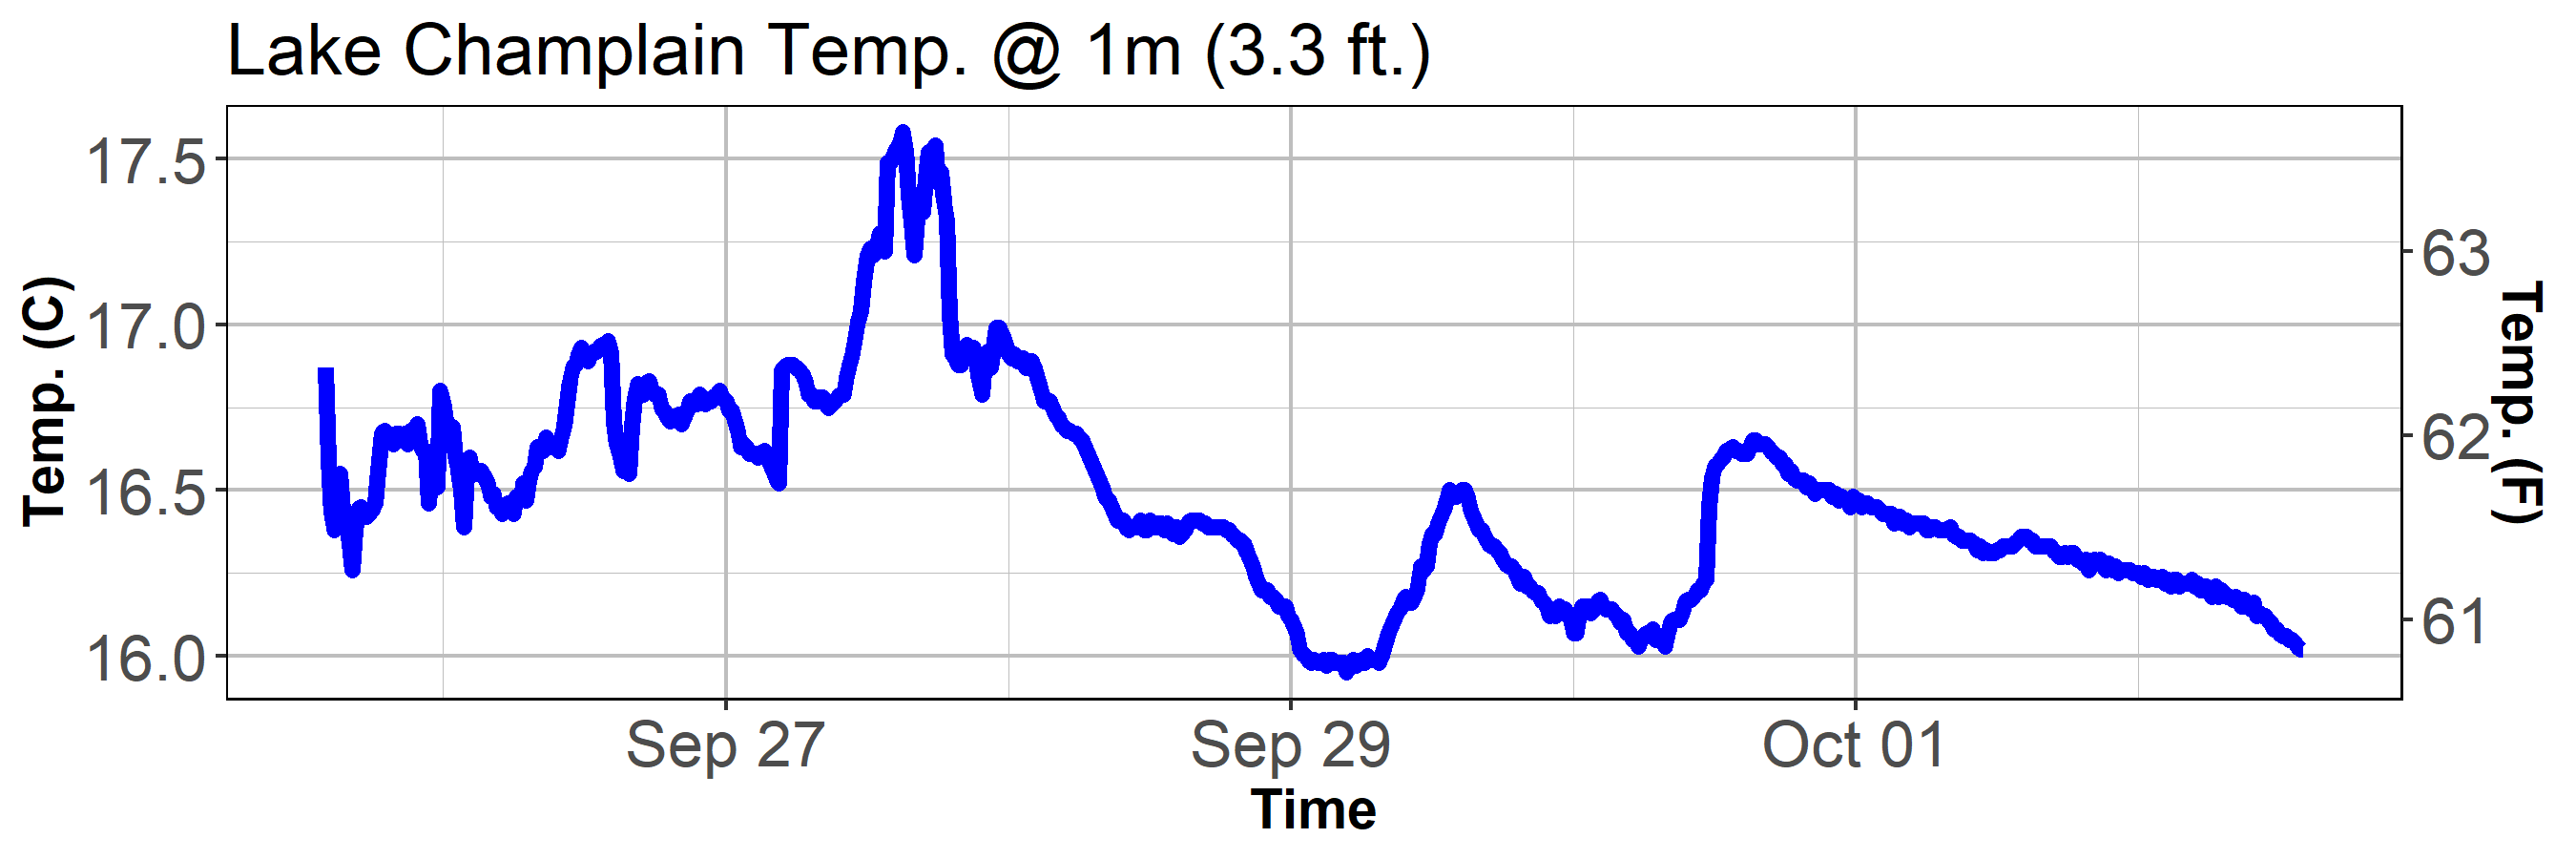 Lake Champlain Temp. @ 1m (3.3 ft.)
Temp. (C)
17.5
17.0
16.5
16.0
63
62
61
Temp. (F)
Sep 27 Sep 29 Oct 01
Time